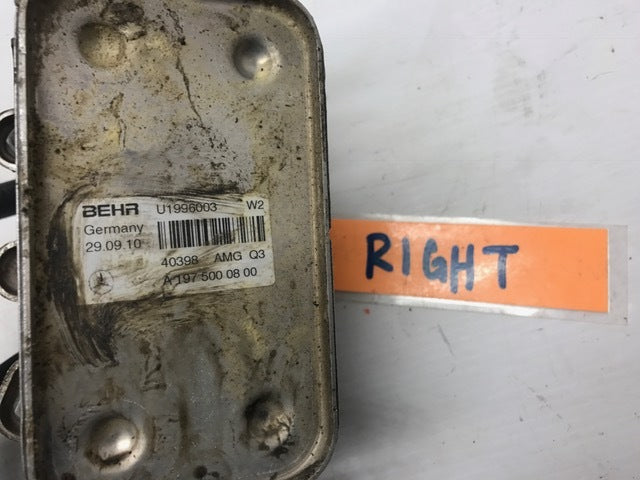 BEHR U1996003 W2
Germany
29.09.10
40398 AMG Q3
A 197 500 08 00
RIGHT